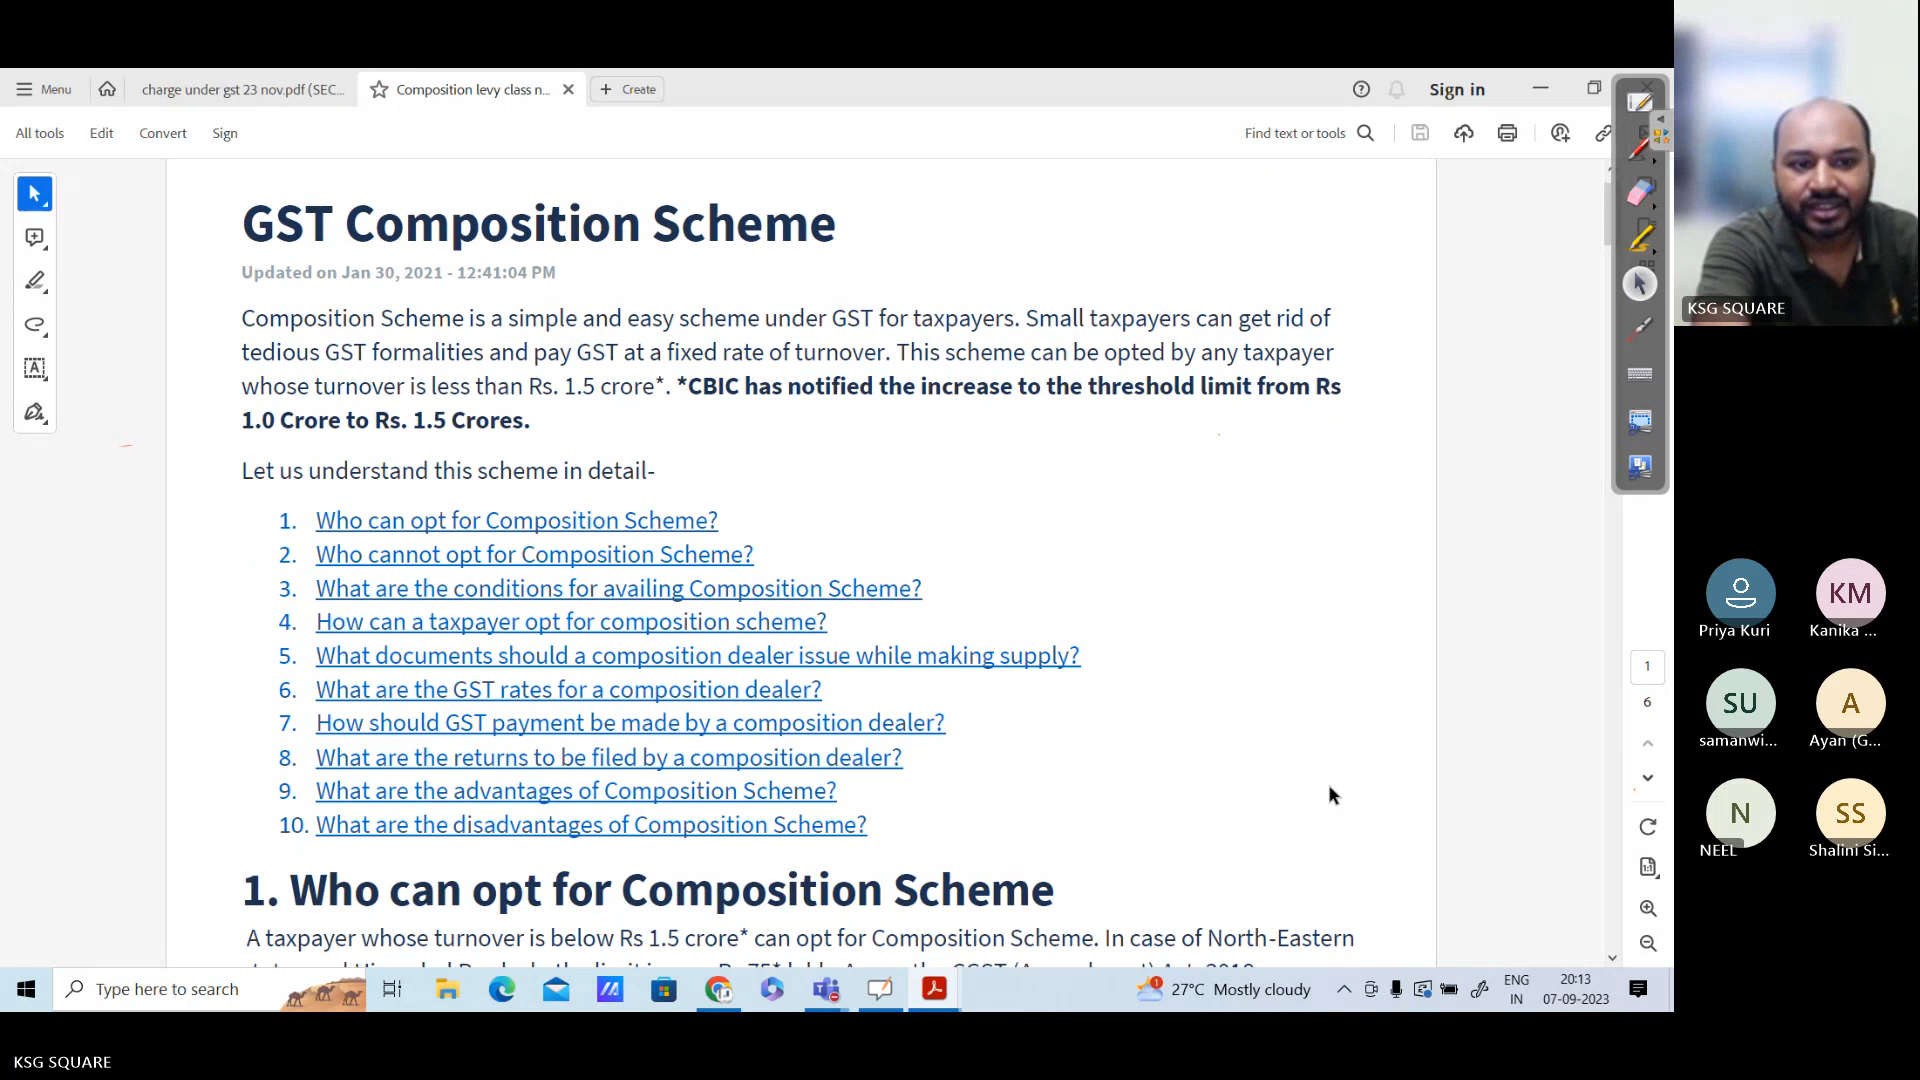 Menu
charge under gst 23 nov.pdf (SEC...
Composition levy class n...
Create
Sign in
All tools
Edit
Convert
Sign
Find text or tools
GST Composition Scheme
Updated on Jan 30, 2021 - 12:41:04 PM
Composition Scheme is a simple and easy scheme under GST for taxpayers. Small taxpayers can get rid of
tedious GST formalities and pay GST at a fixed rate of turnover. This scheme can be opted by any taxpayer
whose turnover is less than Rs. 1.5 crore*. *CBIC has notified the increase to the threshold limit from Rs
1.0 Crore to Rs. 1.5 Crores.
Let us understand this scheme in detail-
1. Who can opt for Composition Scheme?
2. Who cannot opt for Composition Scheme?
3. What are the conditions for availing Composition Scheme?
4. How can a taxpayer opt for composition scheme?
5. What documents should a composition dealer issue while making supply?
6. What are the GST rates for a composition dealer?
7. How should GST payment be made by a composition dealer?
8. What are the returns to be filed by a composition dealer?
9. What are the advantages of Composition Scheme?
10. What are the disadvantages of Composition Scheme?
1. Who can opt for Composition Scheme
A taxpayer whose turnover is below Rs 1.5 crore* can opt for Composition Scheme. In case of North-Eastern
1
6
KSG SQUARE
Priya Kuri
KM
Kanika ...
SU
samanwi...
A
Ayan (G...
N
NEEL
SS
Shalini Si...
Type here to search
27°C Mostly cloudy
ENG
IN
20:13
07-09-2023
KSG SQUARE